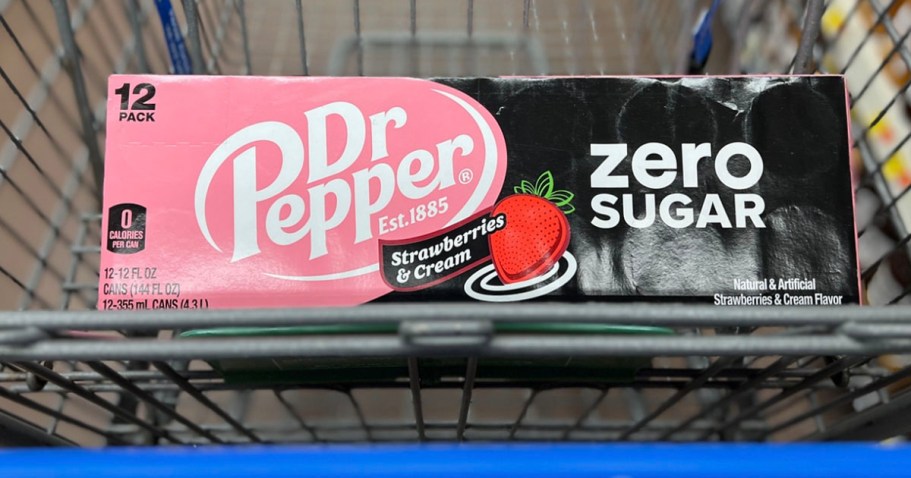 12
PACK
Dr
Pepper®
Est.1885
Strawberries
& Cream
zero
SUGAR
0
CALORIES
PER CAN
12-12 FL OZ
CANS (144 FL OZ)
12-355 mL CANS (4.3 L)
Natural & Artificial
Strawberries & Cream Flavor